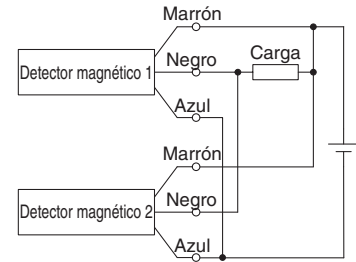 Marrón
Detector magnético 1
Negro
Carga
Azul
Marrón
Detector magnético 2
Negro
Azul